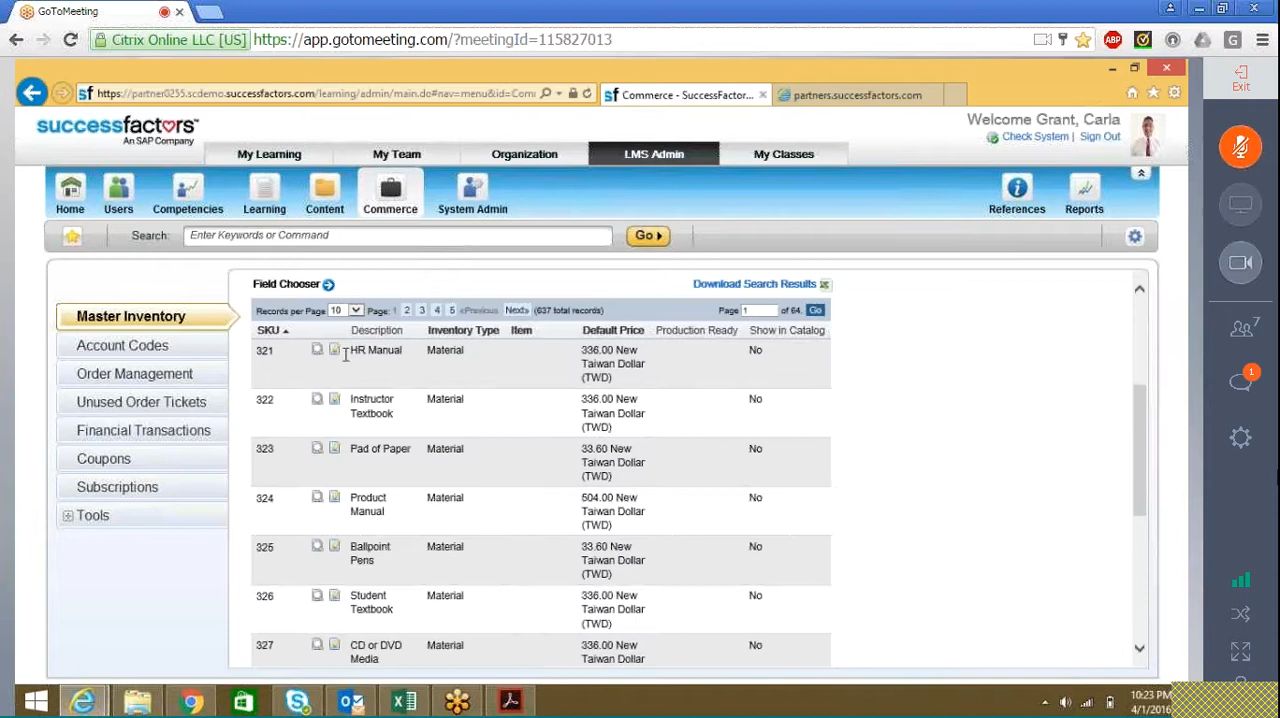 GoToMeeting
Citrix Online LLC [US] https://app.gotomeeting.com/?meetingId=115827013
ABP
G
https://partner0255.scdemo.successfactors.com/learning/admin/main.do#nav=menu&id=Com
sf Commerce - SuccessFactor...
partners.successfactors.com
Exit
successfactors™
An SAP Company
Welcome Grant, Carla
Check System | Sign Out
My Learning
My Team
Organization
LMS Admin
My Classes
Home
Users
Competencies
Learning
Content
Commerce
System Admin
References
Reports
Search:
Enter Keywords or Command
Go
Master Inventory
Account Codes
Order Management
Unused Order Tickets
Financial Transactions
Coupons
Subscriptions
Tools
Field Chooser
Download Search Results
Records per Page 10 Page: 1 2 3 4 5 «Previous Next» (637 total records) Page 1 of 64. Go
SKU Description Inventory Type Item Default Price Production Ready Show in Catalog
321 HR Manual Material 336.00 New No
Taiwan Dollar
(TWD)
322 Instructor Material 336.00 New No
Textbook Taiwan Dollar
(TWD)
323 Pad of Paper Material 33.60 New No
Taiwan Dollar
(TWD)
324 Product Material 504.00 New No
Manual Taiwan Dollar
(TWD)
325 Ballpoint Material 33.60 New No
Pens Taiwan Dollar
(TWD)
326 Student Material 336.00 New No
Textbook Taiwan Dollar
(TWD)
327 CD or DVD Material 336.00 New No
Media Taiwan Dollar
7
1
10:23 PM
4/1/2016